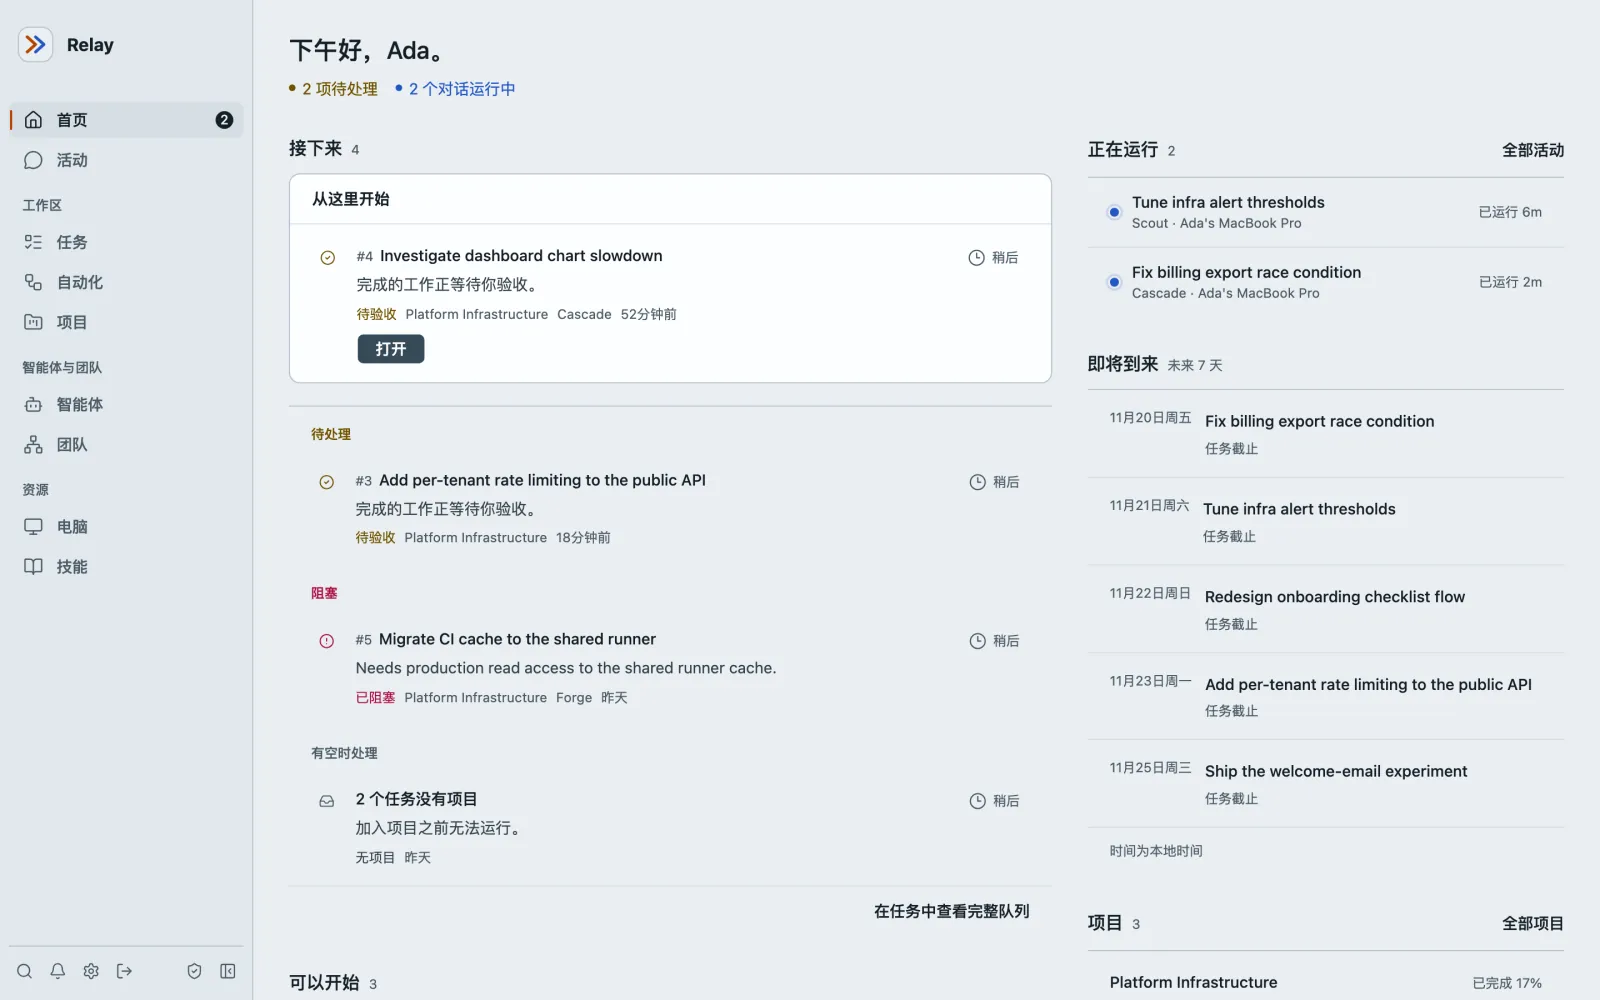 Relay
首页 2
活动
工作区
任务
自动化
项目
智能体与团队
智能体
团队
资源
电脑
技能
下午好，Ada。
2 项待处理 2 个对话运行中
接下来 4
从这里开始
#4 Investigate dashboard chart slowdown 稍后
完成的工作正等待你验收。
待验收 Platform Infrastructure Cascade 52分钟前
打开
待处理
#3 Add per-tenant rate limiting to the public API 稍后
完成的工作正等待你验收。
待验收 Platform Infrastructure 18分钟前
阻塞
#5 Migrate CI cache to the shared runner 稍后
Needs production read access to the shared runner cache.
已阻塞 Platform Infrastructure Forge 昨天
有空时处理
2 个任务没有项目 稍后
加入项目之前无法运行。
无项目 昨天
在任务中查看完整队列
可以开始 3
正在运行 2 全部活动
Tune infra alert thresholds 已运行 6m
Scout · Ada's MacBook Pro
Fix billing export race condition 已运行 2m
Cascade · Ada's MacBook Pro
即将到来 未来 7 天
11月20日周五 Fix billing export race condition
任务截止
11月21日周六 Tune infra alert thresholds
任务截止
11月22日周日 Redesign onboarding checklist flow
任务截止
11月23日周一 Add per-tenant rate limiting to the public API
任务截止
11月25日周三 Ship the welcome-email experiment
任务截止
时间为本地时间
项目 3 全部项目
Platform Infrastructure 已完成 17%